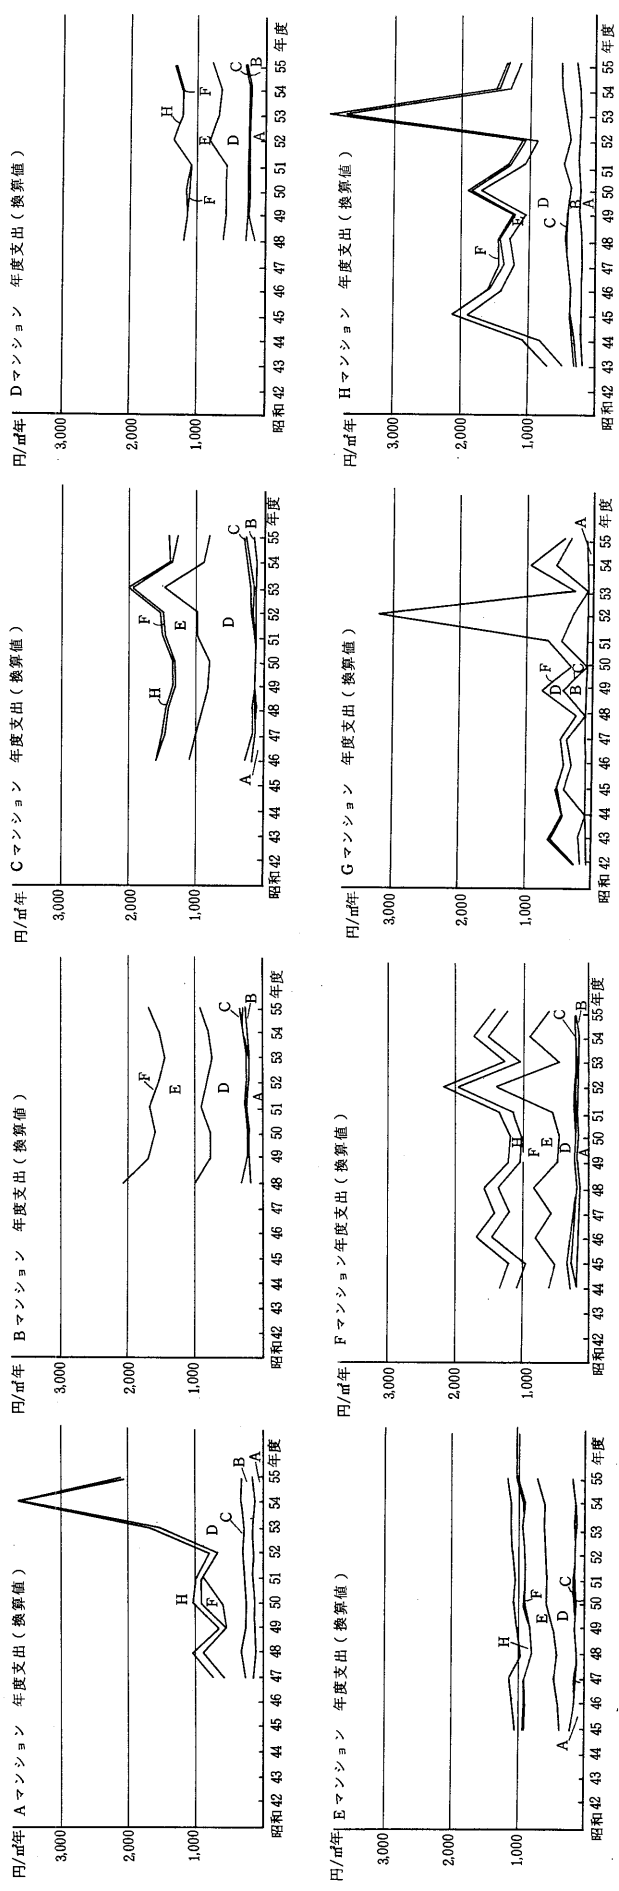 Aマンション 年度支出(換算値)
円/㎡年
3,000
2,000
1,000
H
F
D
C
B
A
昭和42 43 44 45 46 47 48 49 50 51 52 53 54 55 年度
Bマンション 年度支出(換算値)
円/㎡年
3,000
2,000
1,000
F
E
D
C
B
A
昭和42 43 44 45 46 47 48 49 50 51 52 53 54 55 年度
Cマンション 年度支出(換算値)
円/㎡年
3,000
2,000
1,000
H
F
E
D
C
B
A
昭和42 43 44 45 46 47 48 49 50 51 52 53 54 55 年度
Dマンション 年度支出(換算値)
円/㎡年
3,000
2,000
1,000
H
F
E
F
D
C
B
A
昭和42 43 44 45 46 47 48 49 50 51 52 53 54 55 年度
Eマンション 年度支出(換算値)
円/㎡年
3,000
2,000
1,000
H
F
E
D
C
A
昭和42 43 44 45 46 47 48 49 50 51 52 53 54 55 年度
Fマンション年度支出(換算値)
円/㎡年
3,000
2,000
1,000
H
F
E
D
C
B
A
昭和42 43 44 45 46 47 48 49 50 51 52 53 54 55年度
Gマンション 年度支出(換算値)
円/㎡年
3,000
2,000
1,000
F
D
B
C
A
昭和42 43 44 45 46 47 48 49 50 51 52 53 54 55 年度
Hマンション 年度支出(換算値)
円/㎡年
3,000
2,000
1,000
F
E
D
C
B
A
昭和42 43 44 45 46 47 48 49 50 51 52 53 54 55 年度